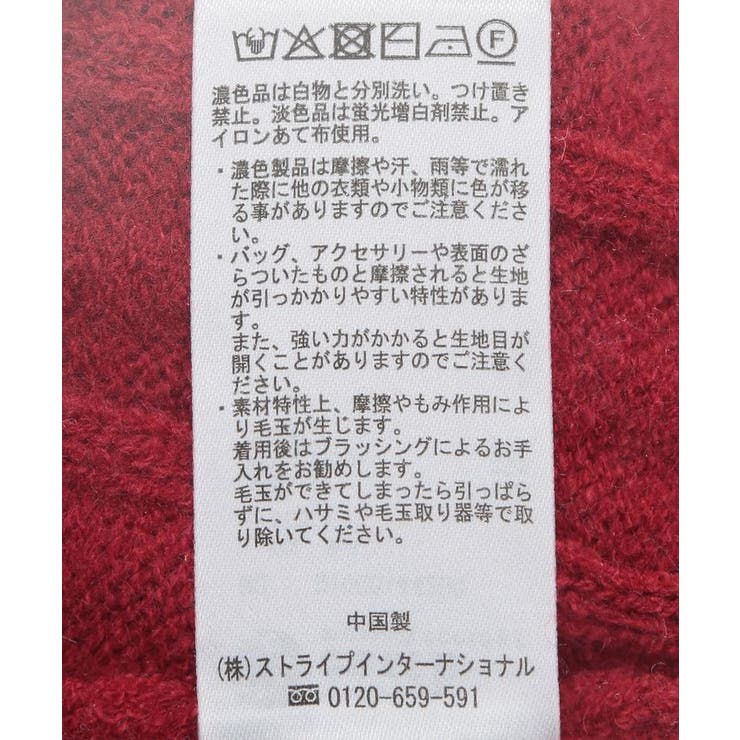 濃色品は白物と分別洗い。つけ置き
禁止。淡色品は蛍光増白剤禁止。ア
イロンあて布使用。
・濃色製品は摩擦や汗、雨等で濡れ
た際に他の衣類や小物類に色が移
る事がありますのでご注意くださ
い。
・バッグ、アクセサリーや表面のざ
らついたものと摩擦されると生地
が引っかかりやすい特性がありま
す。
また、強い力がかかると生地目が
開くことがありますのでご注意く
ださい。
・素材特性上、摩擦やもみ作用によ
り毛玉が生じます。
着用後はブラッシングによるお手
入れをお勧めします。
毛玉ができてしまったら引っぱら
ずに、ハサミや毛玉取り器等で取
り除いてください。
中国製
(株)ストライプインターナショナル
0120-659-591